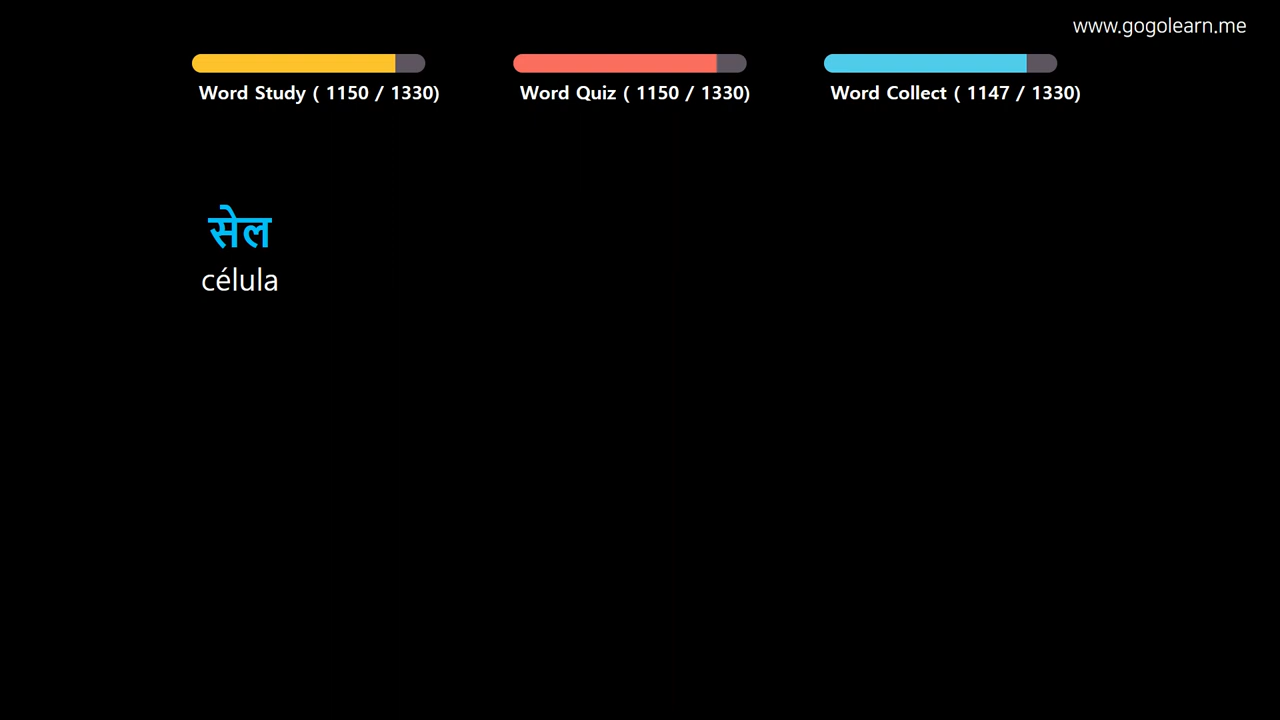 www.gogolearn.me
Word Study ( 1150 / 1330)
Word Quiz ( 1150 / 1330)
Word Collect ( 1147 / 1330)
सेल
célula